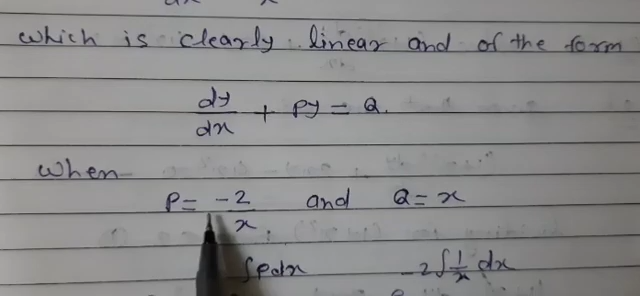 which is clearly linear and of the form
dy/dx + Py = Q.
When
P = -2/x and Q = x
∫Pdx -2∫1/x dx